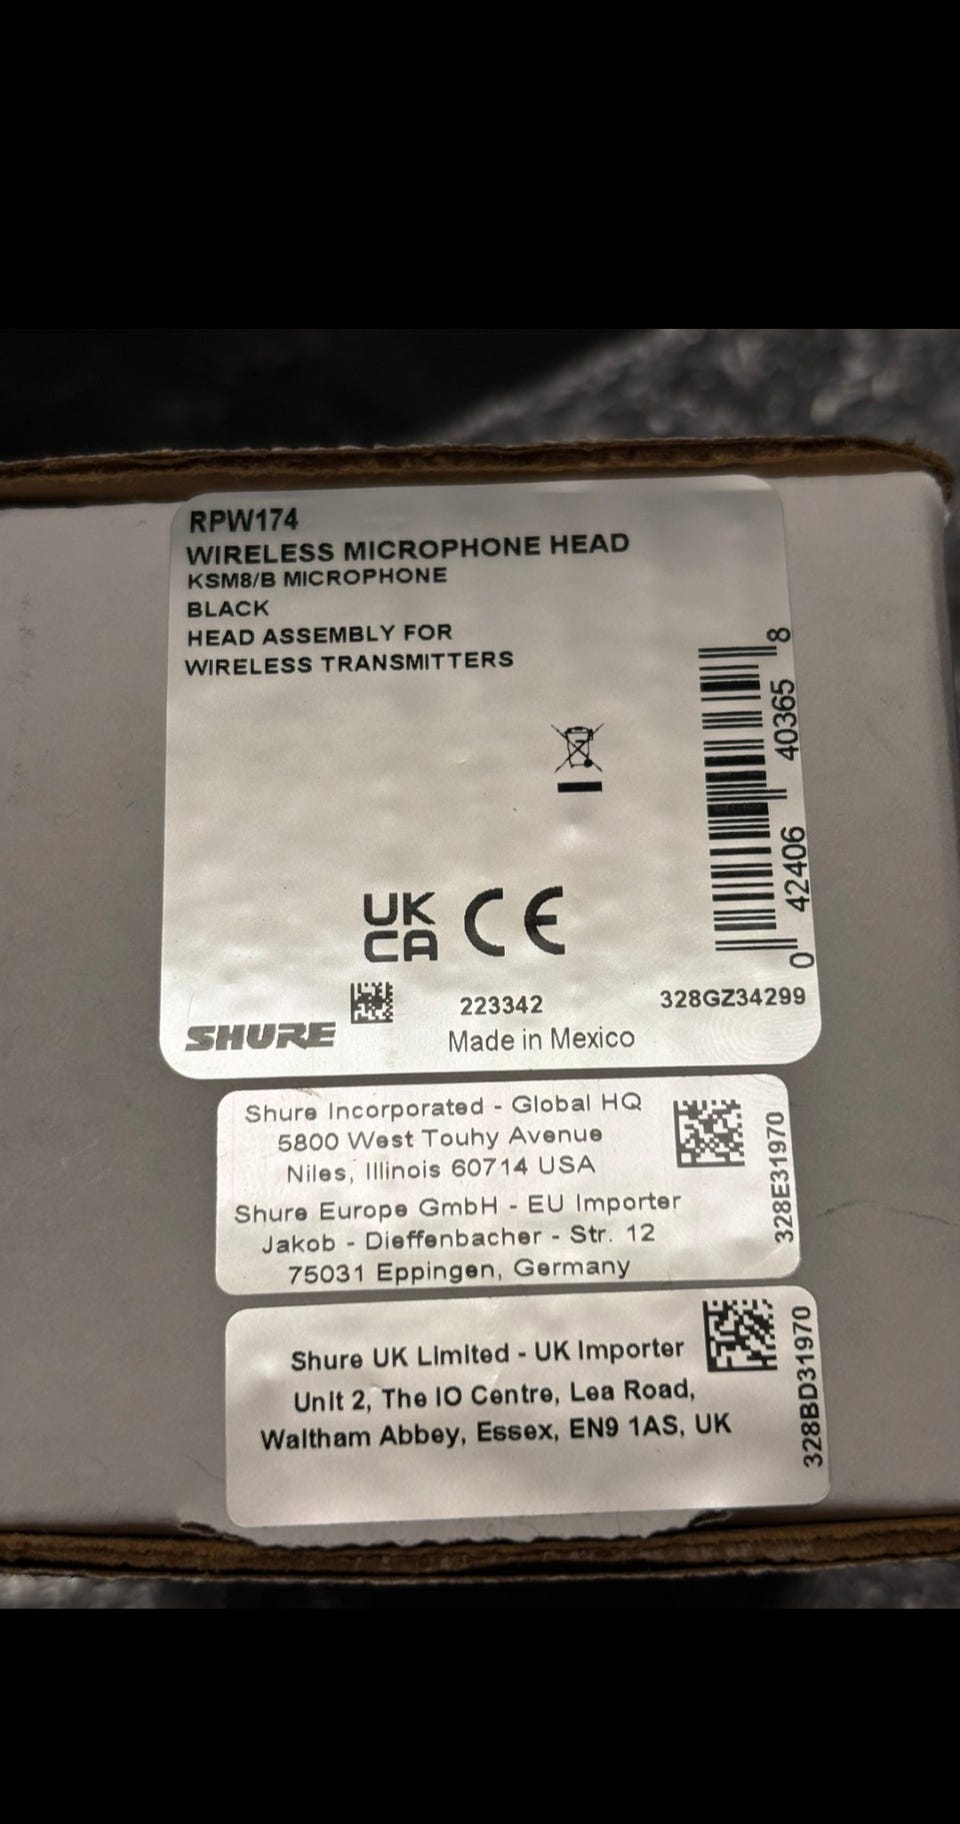 RPW174
WIRELESS MICROPHONE HEAD
KSM8/B MICROPHONE
BLACK
HEAD ASSEMBLY FOR
WIRELESS TRANSMITTERS
0 42406 40365 8
UK
CA CE
223342
328GZ34299
SHURE
Made in Mexico
Shure Incorporated - Global HQ
5800 West Touhy Avenue
Niles, Illinois 60714 USA
Shure Europe GmbH - EU Importer
Jakob - Dieffenbacher - Str. 12
75031 Eppingen, Germany
328E31970
Shure UK Limited - UK Importer
Unit 2, The IO Centre, Lea Road,
Waltham Abbey, Essex, EN9 1AS, UK
328BD31970